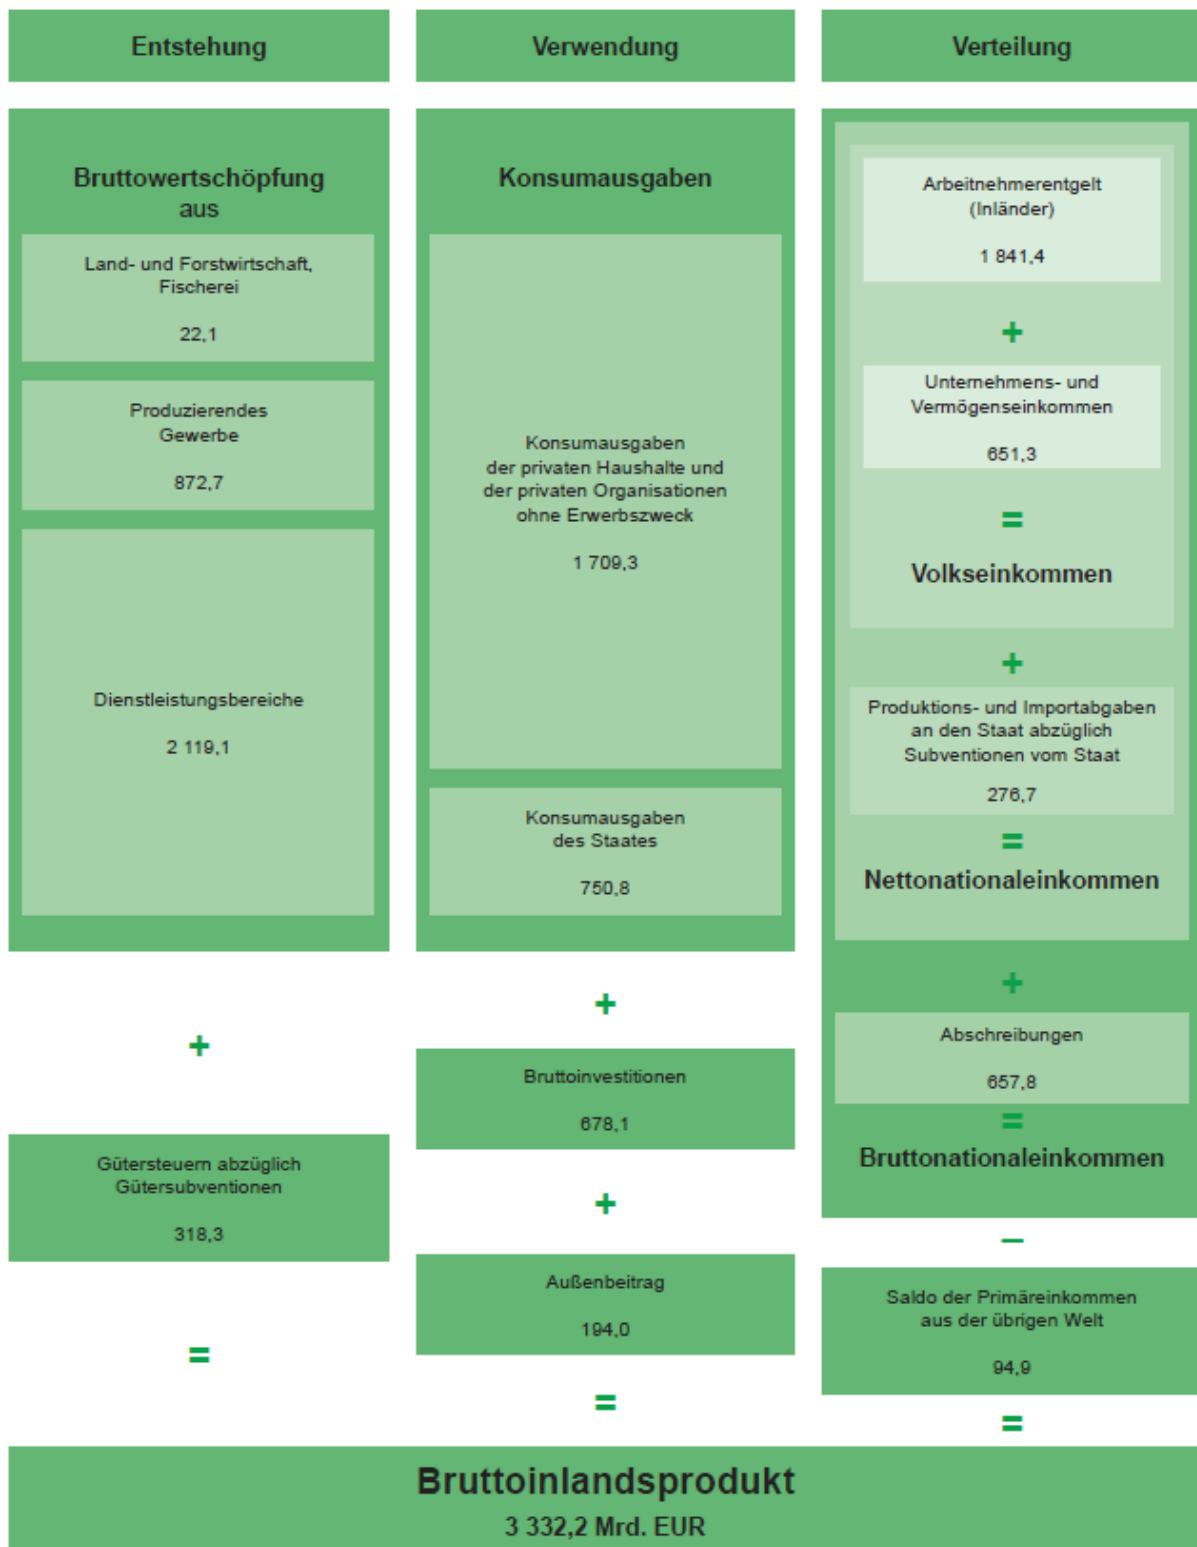 Entstehung
Bruttowertschöpfung
aus
Land- und Forstwirtschaft,
Fischerei
22,1
Produzierendes
Gewerbe
872,7
Dienstleistungsbereiche
2 119,1
+
Gütersteuern abzüglich
Gütersubventionen
318,3
=
Verwendung
Konsumausgaben
Konsumausgaben
der privaten Haushalte und
der privaten Organisationen
ohne Erwerbszweck
1 709,3
Konsumausgaben
des Staates
750,8
+
Bruttoinvestitionen
678,1
+
Außenbeitrag
194,0
=
Verteilung
Arbeitnehmerentgelt
(Inländer)
1 841,4
+
Unternehmens- und
Vermögenseinkommen
651,3
=
Volkseinkommen
+
Produktions- und Importabgaben
an den Staat abzüglich
Subventionen vom Staat
276,7
=
Nettonationaleinkommen
+
Abschreibungen
657,8
=
Bruttonationaleinkommen
–
Saldo der Primäreinkommen
aus der übrigen Welt
94,9
=
Bruttoinlandsprodukt
3 332,2 Mrd. EUR